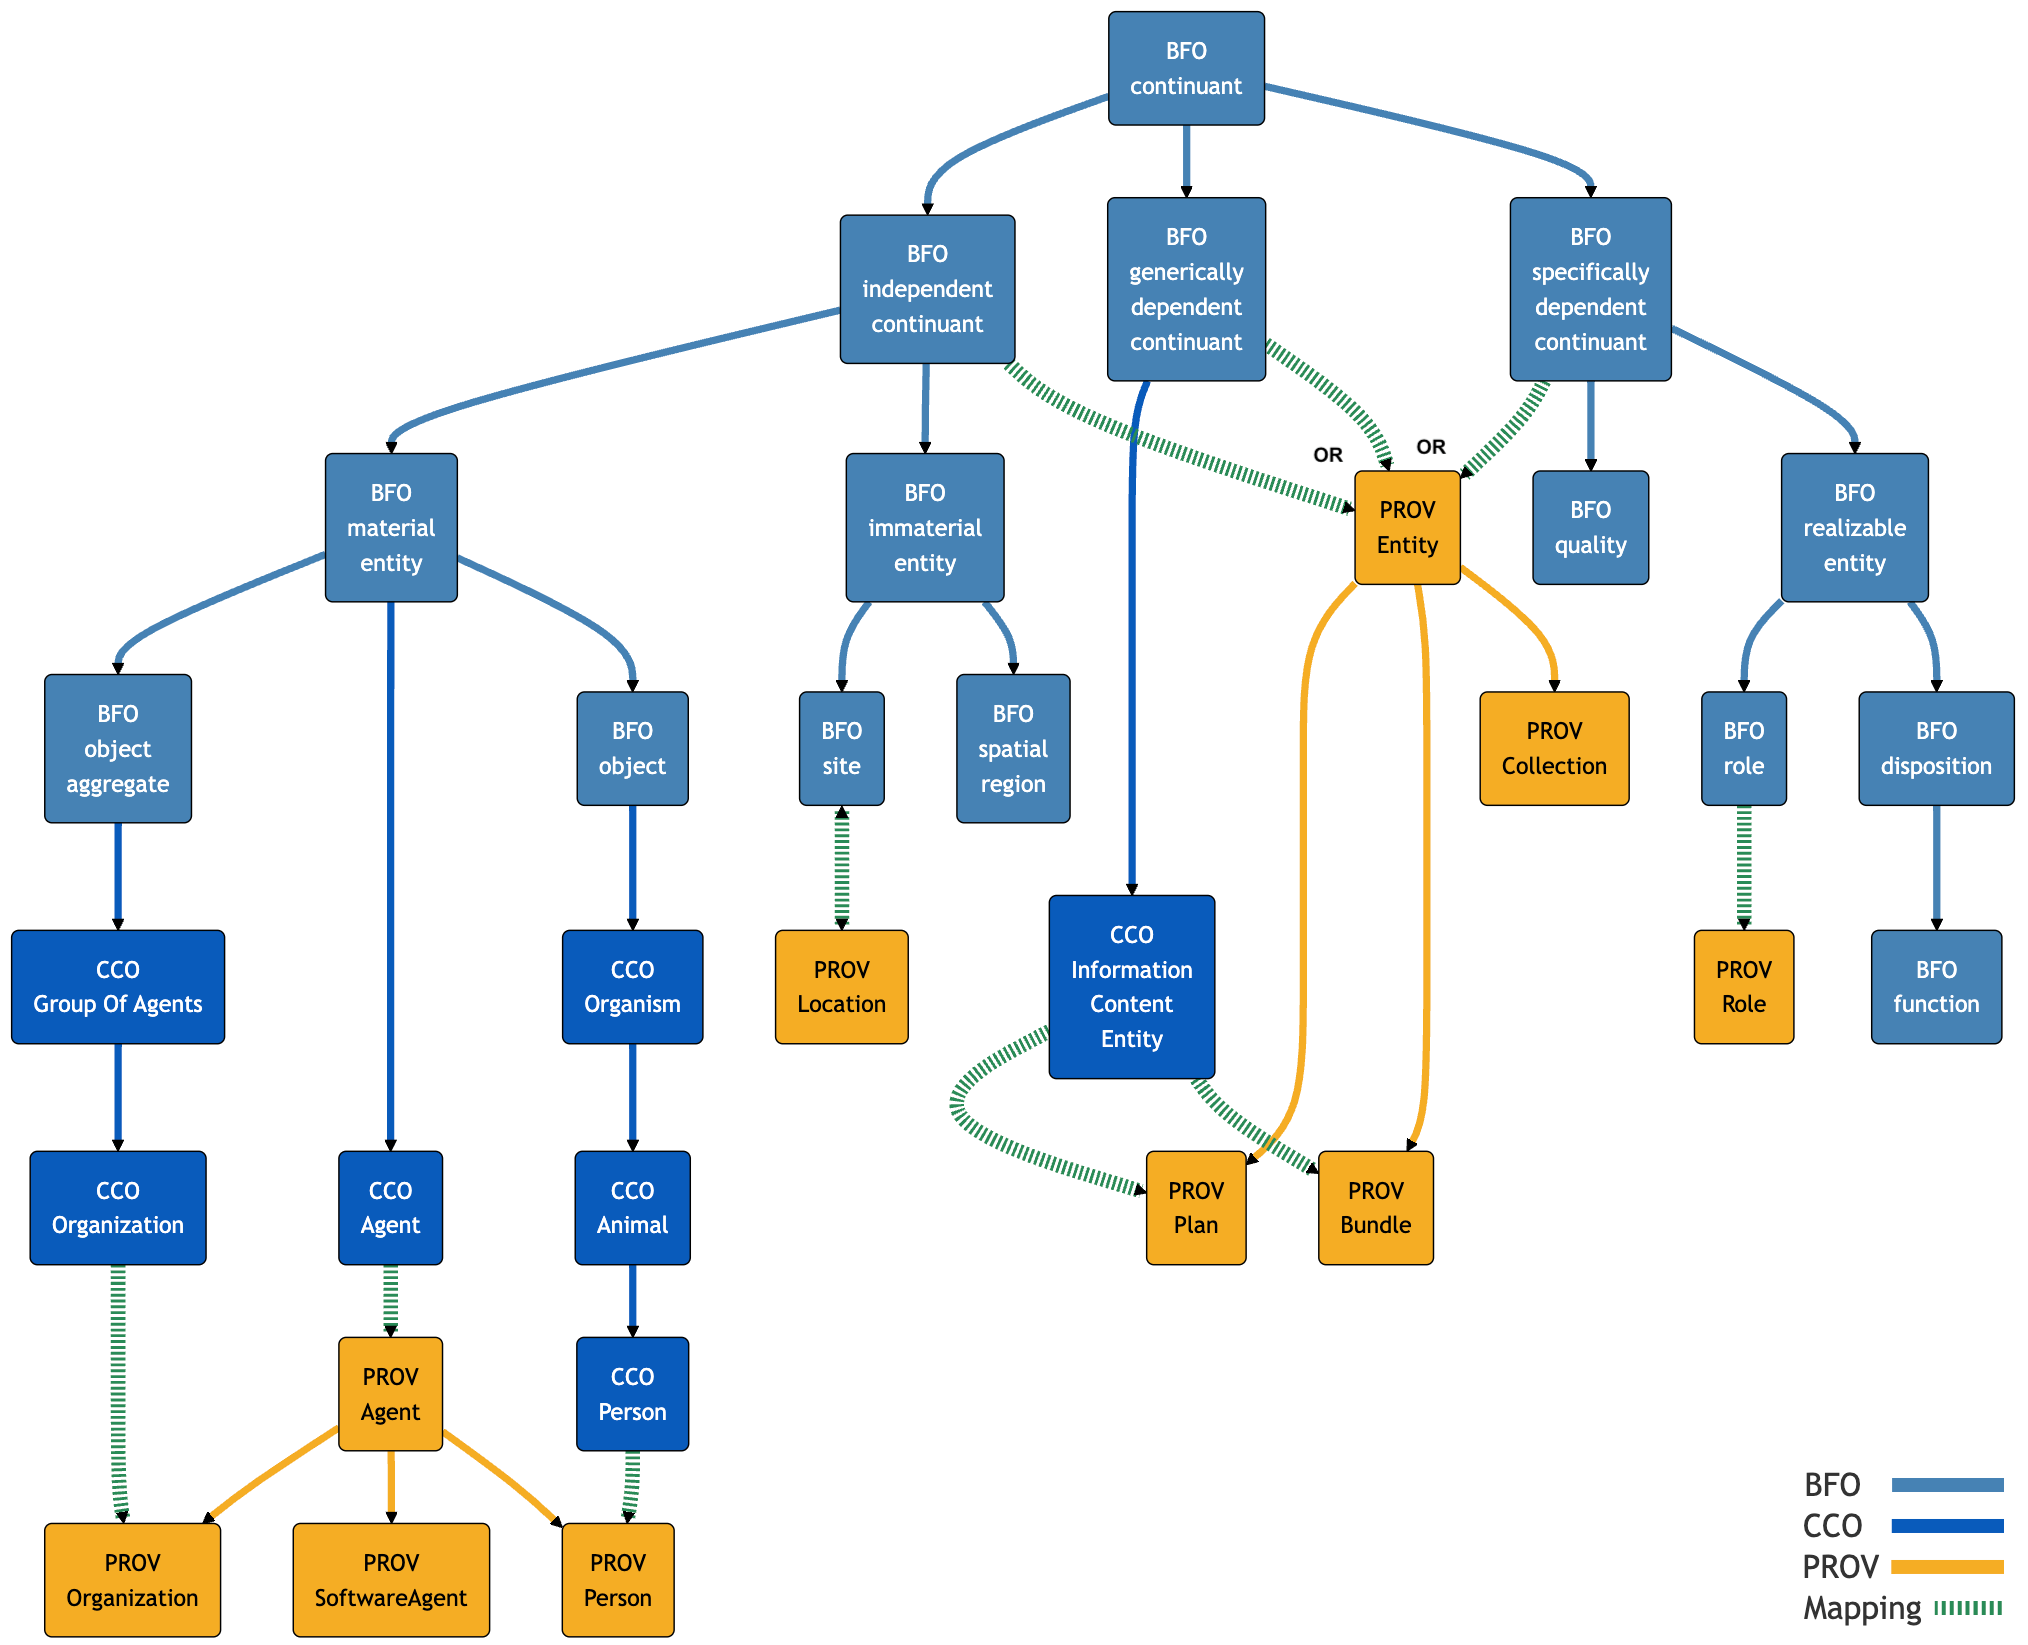 BFO
continuant
BFO
independent
continuant
BFO
generically
dependent
continuant
BFO
specifically
dependent
continuant
OR
OR
BFO
material
entity
BFO
immaterial
entity
PROV
Entity
BFO
quality
BFO
realizable
entity
BFO
object
aggregate
BFO
object
BFO
site
BFO
spatial
region
PROV
Collection
BFO
role
BFO
disposition
CCO
Group Of Agents
CCO
Organism
PROV
Location
CCO
Information
Content
Entity
PROV
Role
BFO
function
CCO
Organization
CCO
Agent
CCO
Animal
PROV
Plan
PROV
Bundle
PROV
Agent
CCO
Person
PROV
Organization
PROV
SoftwareAgent
PROV
Person
BFO
CCO
PROV
Mapping